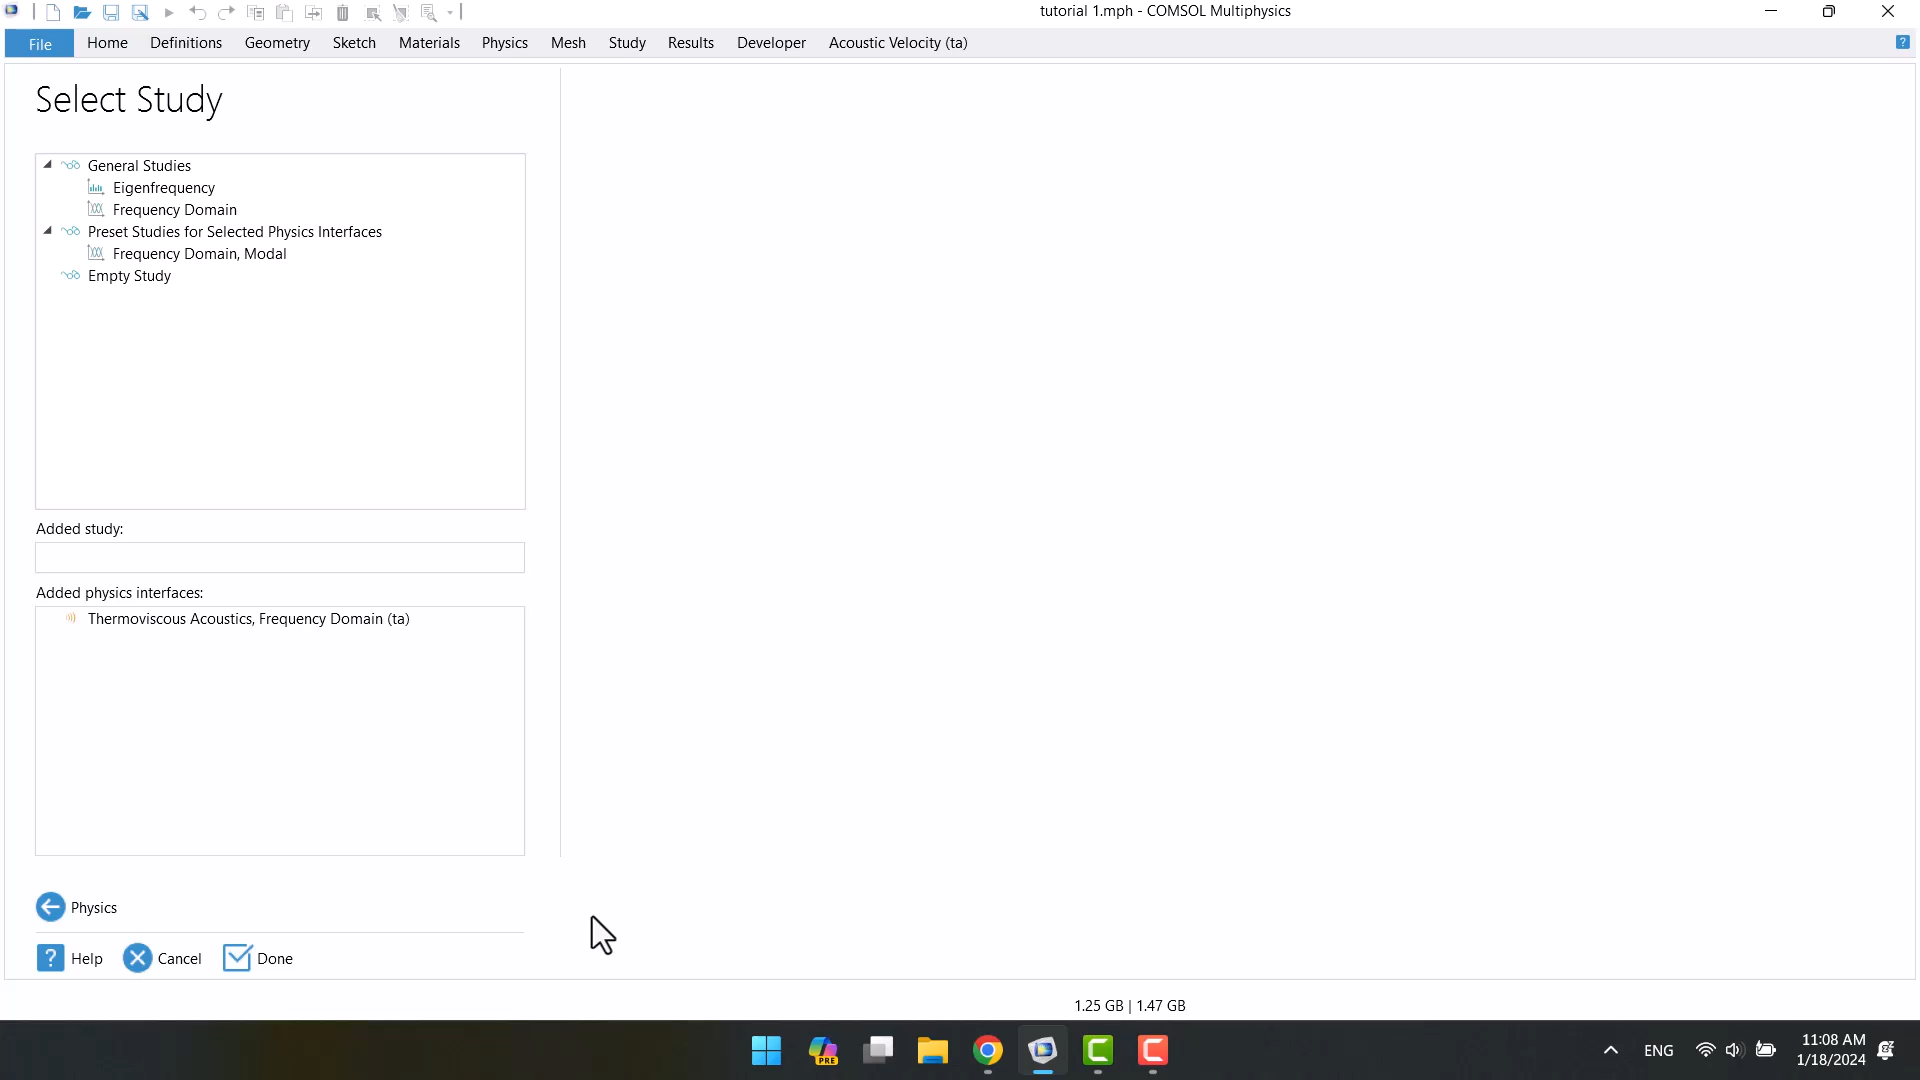 tutorial 1.mph - COMSOL Multiphysics
File Home Definitions Geometry Sketch Materials Physics Mesh Study Results Developer Acoustic Velocity (ta) ?
Select Study
General Studies
Eigenfrequency
Frequency Domain
Preset Studies for Selected Physics Interfaces
Frequency Domain, Modal
Empty Study
Added study:
Added physics interfaces:
Thermoviscous Acoustics, Frequency Domain (ta)
Physics
? Help Cancel Done
1.25 GB | 1.47 GB
PRE
ENG
11:08 AM
1/18/2024